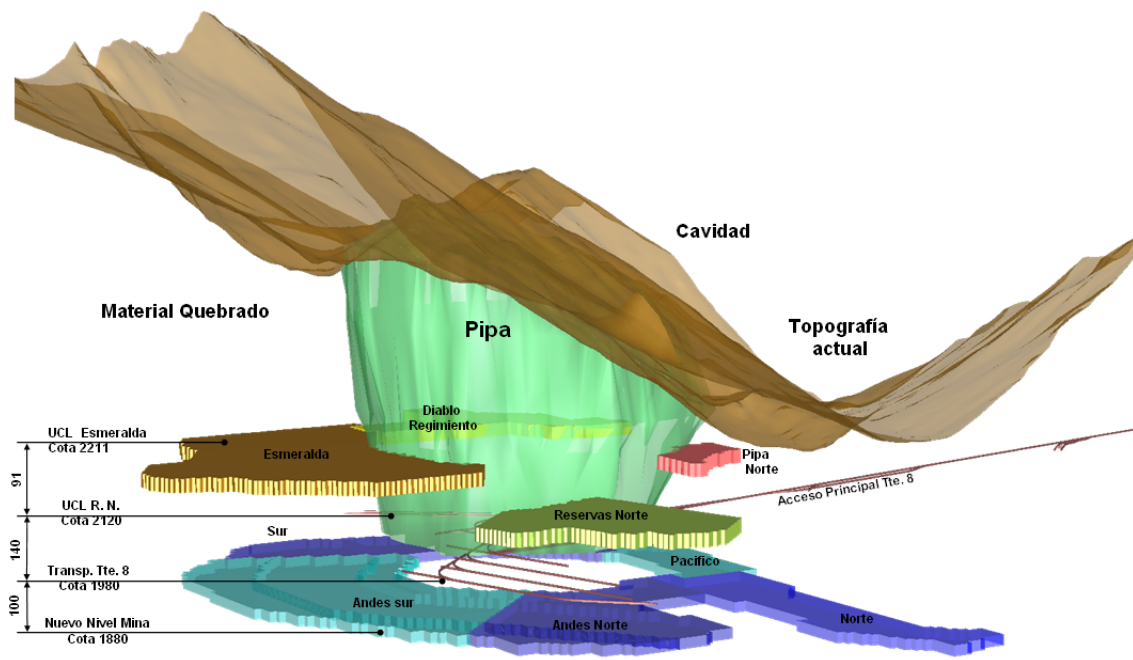 Cavidad
Material Quebrado
Pipa
Topografía
actual
Diablo
Regimiento
UCL Esmeralda
Cota 2211
Esmeralda
Pipa
Norte
91
Acceso Principal Tte. 8
UCL R. N.
Cota 2120
Reservas Norte
Sur
140
Pacífico
Transp. Tte. 8
Cota 1980
Andes sur
100
Andes Norte
Norte
Nuevo Nivel Mina
Cota 1880